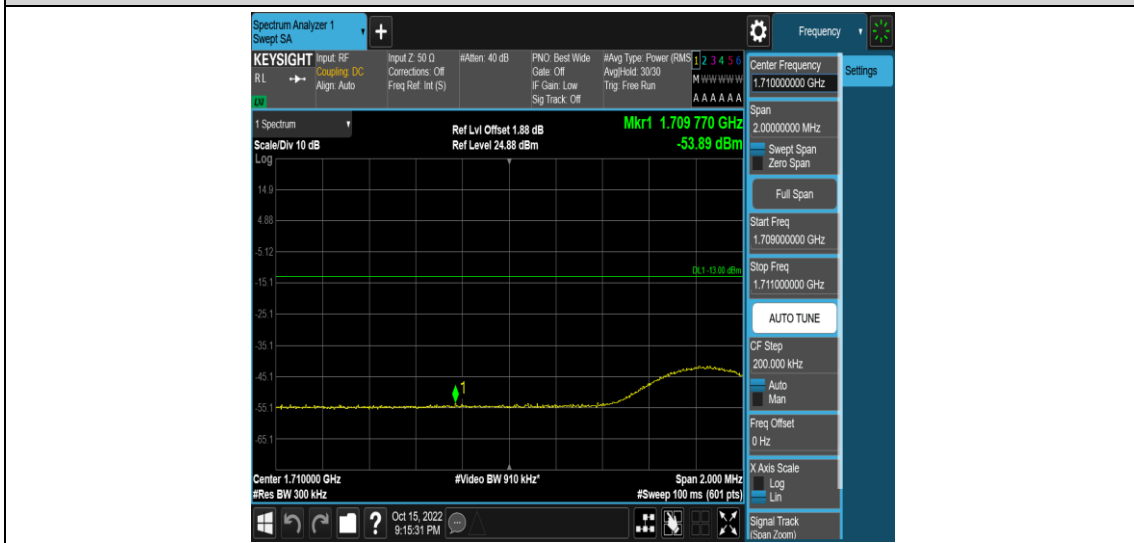 Spectrum Analyzer 1
Swept SA
+
Frequency
KEYSIGHT
RL
LXI
Input: RF
Coupling: DC
Align: Auto
Input Z: 50 Ω
Corrections: Off
Freq Ref: Int (S)
#Atten: 40 dB
PNO: Best Wide
Gate: Off
IF Gain: Low
Sig Track: Off
#Avg Type: Power (RMS
Avg|Hold: 30/30
Trig: Free Run
1 2 3 4 5 6
M W W W W W
A A A A A A
1 Spectrum
Scale/Div 10 dB
Ref Lvl Offset 1.88 dB
Ref Level 24.88 dBm
Mkr1 1.709 770 GHz
-53.89 dBm
Log
14.9
4.88
-5.12
DL1 -13.00 dBm
-15.1
-25.1
-35.1
-45.1
1
-55.1
-65.1
Center 1.710000 GHz
#Video BW 910 kHz*
Span 2.000 MHz
#Res BW 300 kHz
#Sweep 100 ms (601 pts)
?
Oct 15, 2022
9:15:31 PM
Center Frequency
1.710000000 GHz
Settings
Span
2.00000000 MHz
Swept Span
Zero Span
Full Span
Start Freq
1.709000000 GHz
Stop Freq
1.711000000 GHz
AUTO TUNE
CF Step
200.000 kHz
Auto
Man
Freq Offset
0 Hz
X Axis Scale
Log
Lin
Signal Track
(Span Zoom)